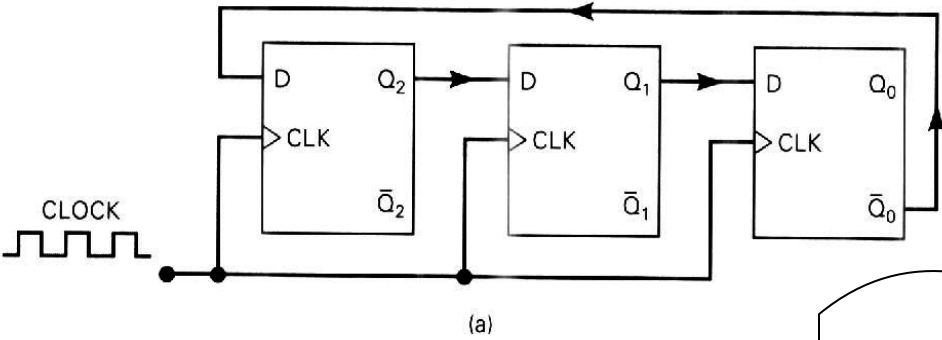 D Q₂ D Q₁ D Q₀
CLK CLK CLK
Q̅₂ Q̅₁ Q̅₀
CLOCK
(a)